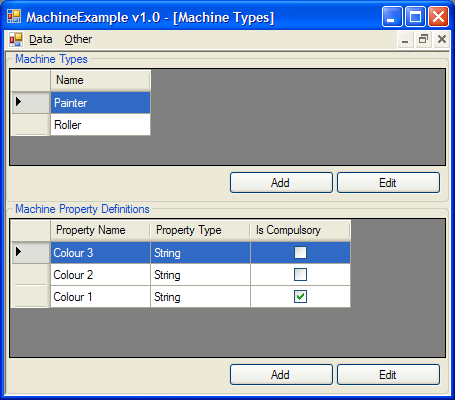 MachineExample v1.0 - [Machine Types]
Data Other
Machine Types
Name
Painter
Roller
Add Edit
Machine Property Definitions
Property Name Property Type Is Compulsory
Colour 3 String
Colour 2 String
Colour 1 String
Add Edit